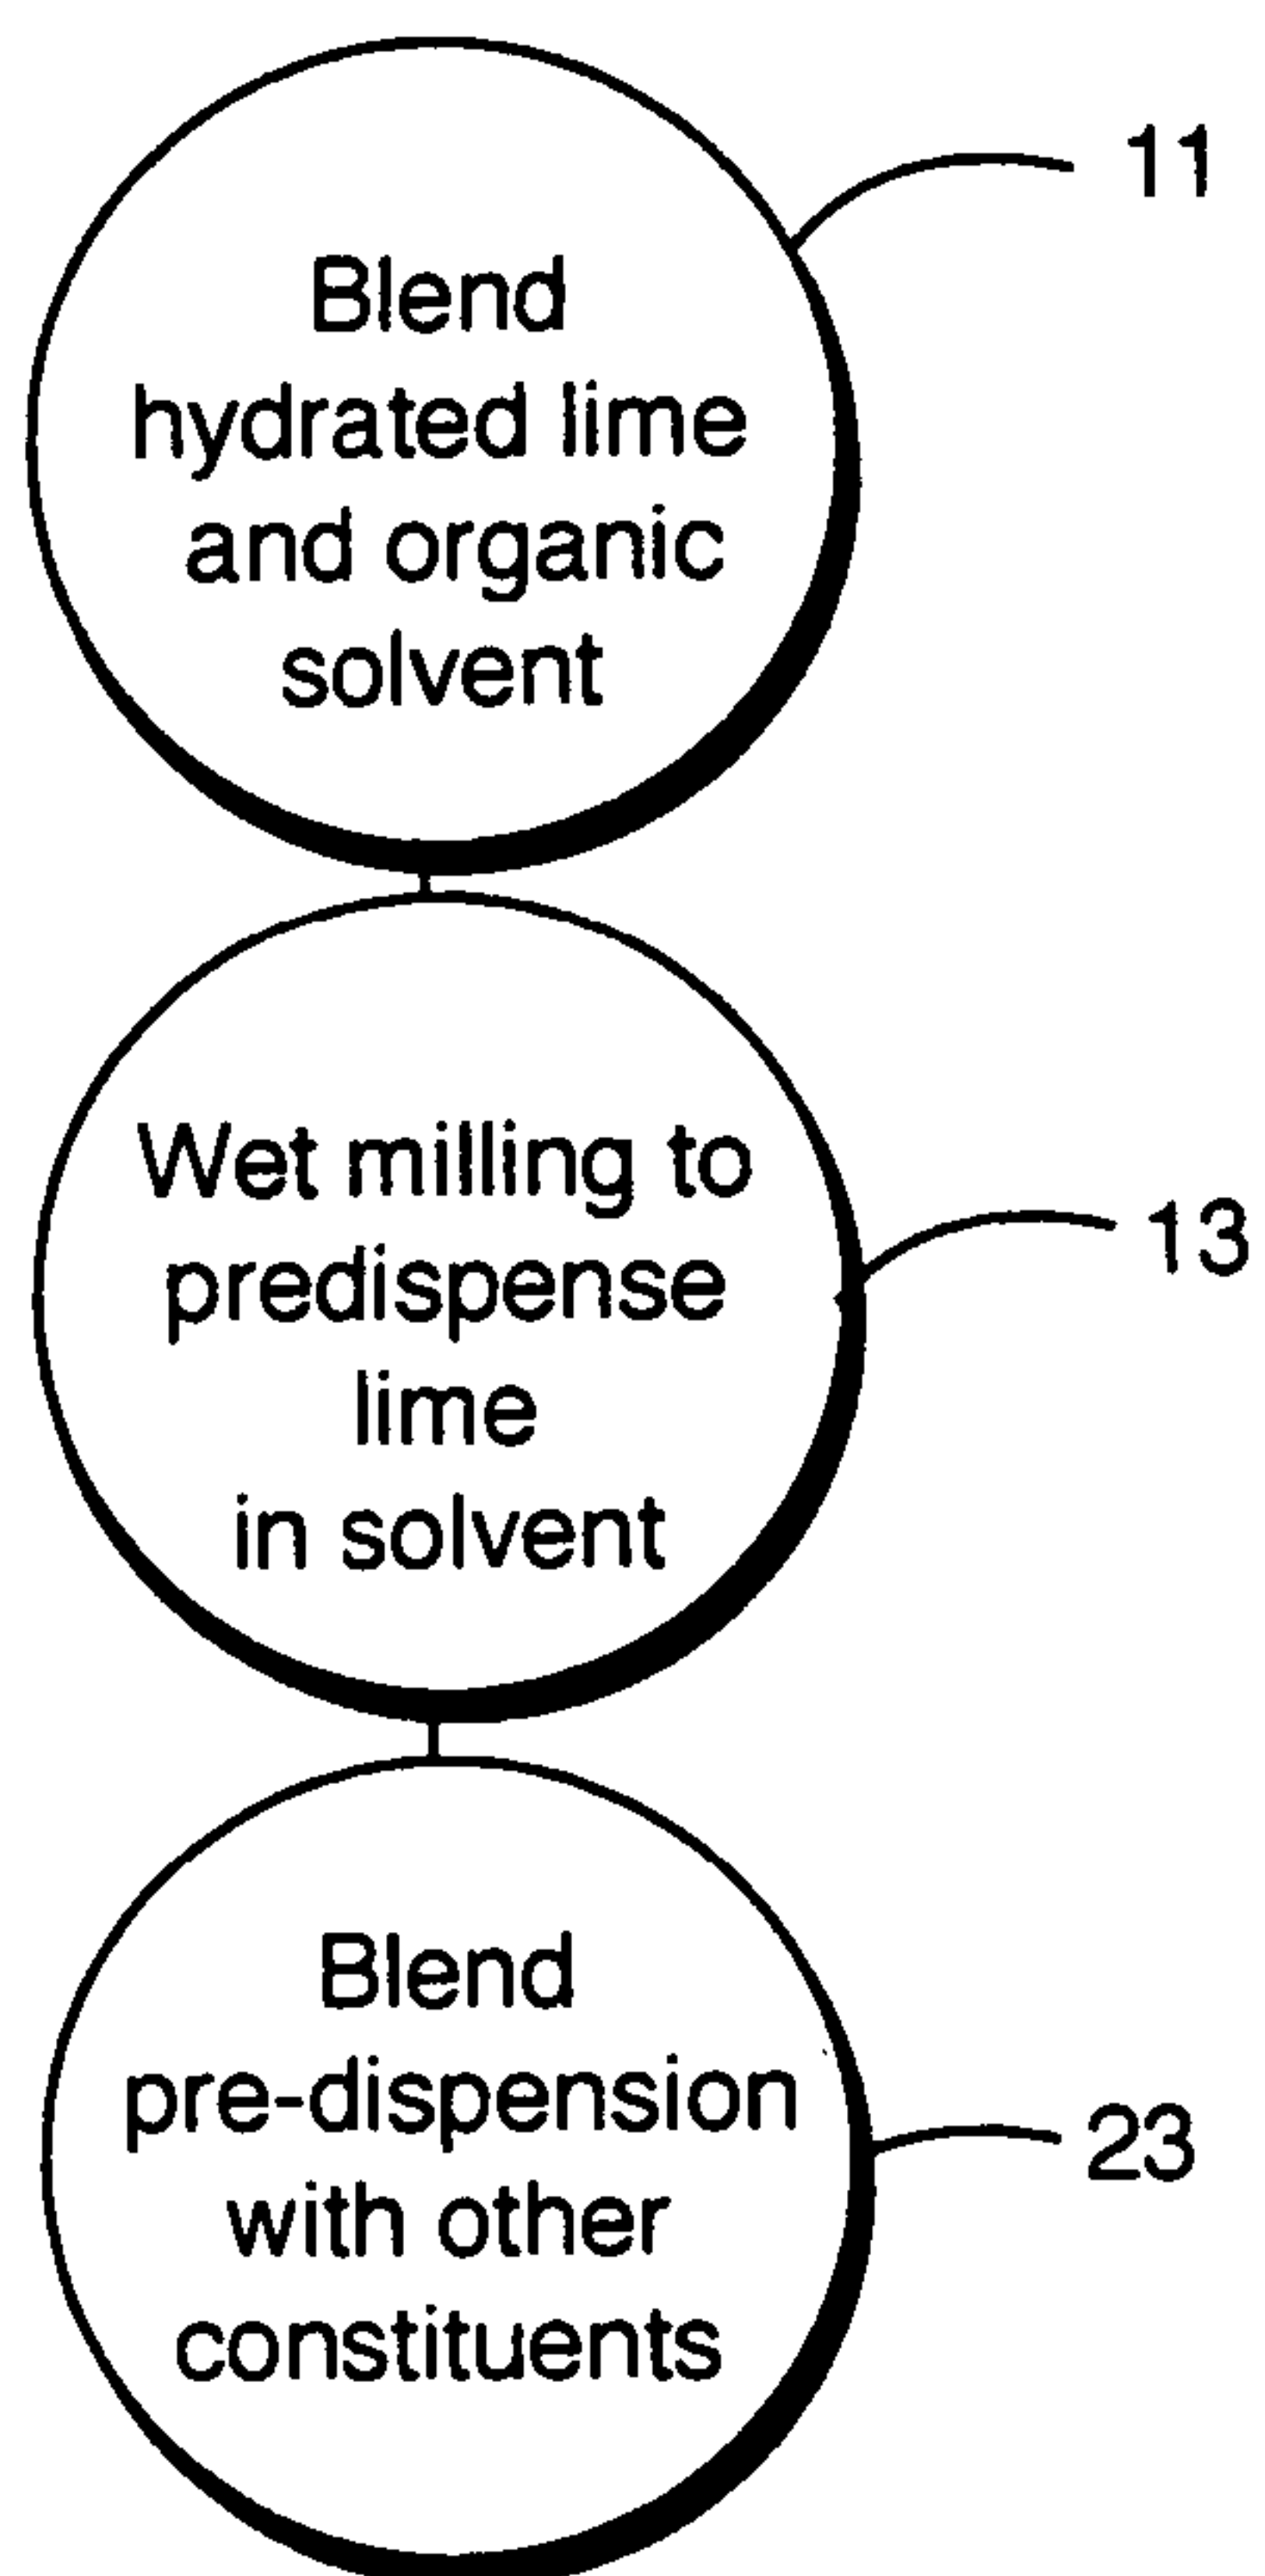 11
Blend
hydrated lime
and organic
solvent
Wet milling to
predispense
lime
in solvent
13
Blend
pre-dispension
with other
constituents
23